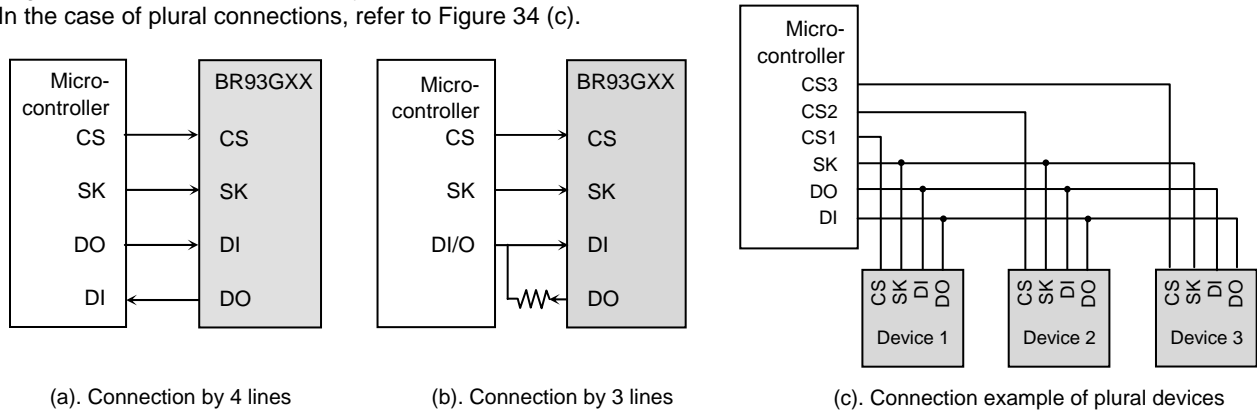 In the case of plural connections, refer to Figure 34 (c).
Micro-
controller
CS
SK
DO
DI
BR93GXX
CS
SK
DI
DO
(a). Connection by 4 lines
Micro-
controller
CS
SK
DI/O
BR93GXX
CS
SK
DI
DO
(b). Connection by 3 lines
Micro-
controller
CS3
CS2
CS1
SK
DO
DI
CS
SK
DI
DO
Device 1
CS
SK
DI
DO
Device 2
CS
SK
DI
DO
Device 3
(c). Connection example of plural devices